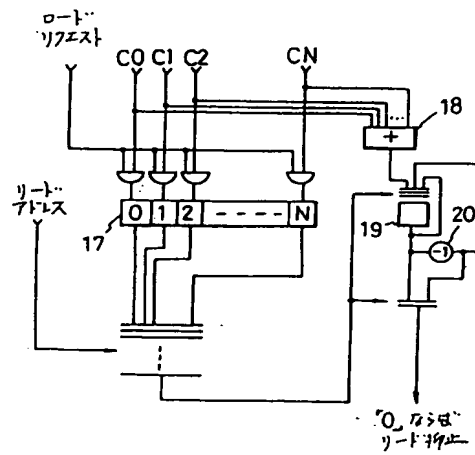 ロード
リクエスト
C0 C1 C2 CN
18
+
リード
アドレス
17
0 1 2 ---- N
19
20
-1
「0」ならば
リード抑止